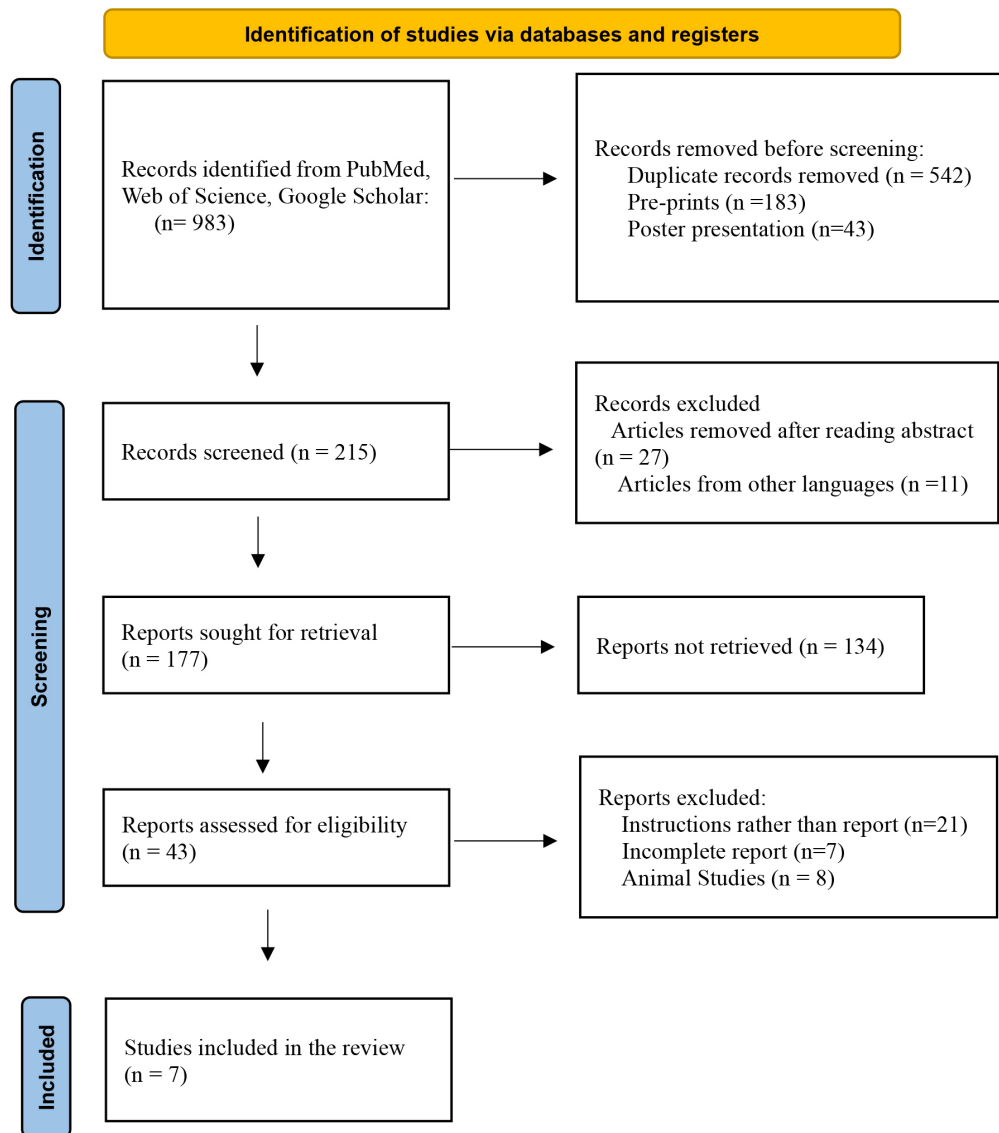 Identification of studies via databases and registers
Identification
Records identified from PubMed,
Web of Science, Google Scholar:
(n= 983)
Records removed before screening:
Duplicate records removed (n = 542)
Pre-prints (n =183)
Poster presentation (n=43)
Screening
Records screened (n = 215)
Records excluded
Articles removed after reading abstract
(n = 27)
Articles from other languages (n =11)
Reports sought for retrieval
(n = 177)
Reports not retrieved (n = 134)
Reports assessed for eligibility
(n = 43)
Reports excluded:
Instructions rather than report (n=21)
Incomplete report (n=7)
Animal Studies (n = 8)
Included
Studies included in the review
(n = 7)